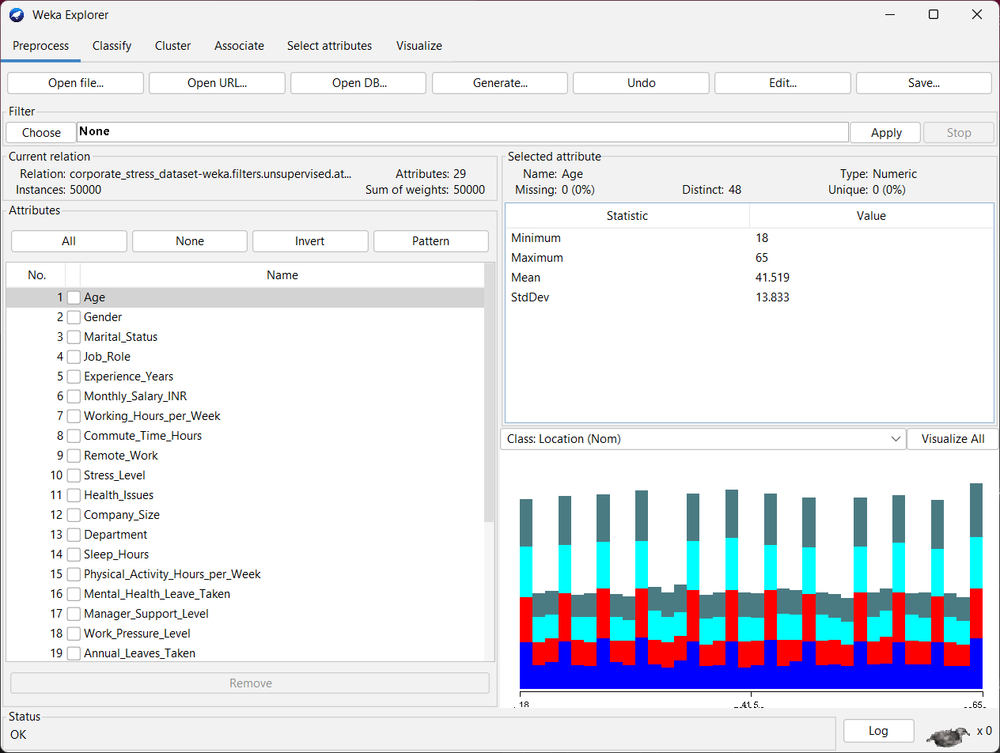 Weka Explorer
Preprocess Classify Cluster Associate Select attributes Visualize
Open file... Open URL... Open DB... Generate... Undo Edit... Save...
Filter
Choose None Apply Stop
Current relation
Relation: corporate_stress_dataset-weka.filters.unsupervised.at... Attributes: 29
Instances: 50000 Sum of weights: 50000
Attributes
All None Invert Pattern
No. Name
1 Age
2 Gender
3 Marital_Status
4 Job_Role
5 Experience_Years
6 Monthly_Salary_INR
7 Working_Hours_per_Week
8 Commute_Time_Hours
9 Remote_Work
10 Stress_Level
11 Health_Issues
12 Company_Size
13 Department
14 Sleep_Hours
15 Physical_Activity_Hours_per_Week
16 Mental_Health_Leave_Taken
17 Manager_Support_Level
18 Work_Pressure_Level
19 Annual_Leaves_Taken
Remove
Selected attribute
Name: Age Type: Numeric
Missing: 0 (0%) Distinct: 48 Unique: 0 (0%)
Statistic Value
Minimum 18
Maximum 65
Mean 41.519
StdDev 13.833
Class: Location (Nom) Visualize All
18 41.5 65
Status
OK
Log x 0